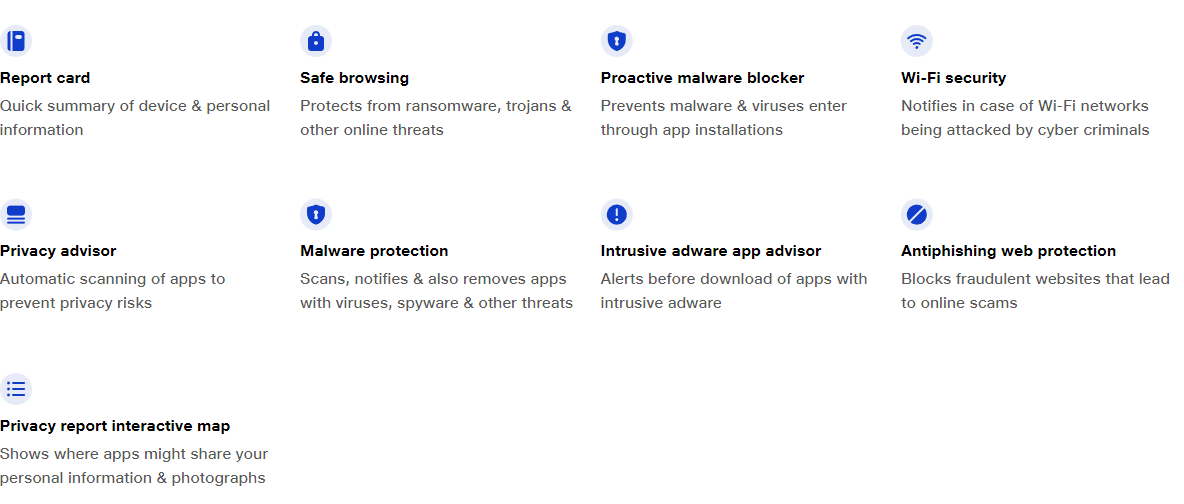 Report card
Quick summary of device & personal
information
Safe browsing
Protects from ransomware, trojans &
other online threats
Proactive malware blocker
Prevents malware & viruses enter
through app installations
Wi-Fi security
Notifies in case of Wi-Fi networks
being attacked by cyber criminals
Privacy advisor
Automatic scanning of apps to
prevent privacy risks
Malware protection
Scans, notifies & also removes apps
with viruses, spyware & other threats
Intrusive adware app advisor
Alerts before download of apps with
intrusive adware
Antiphishing web protection
Blocks fraudulent websites that lead
to online scams
Privacy report interactive map
Shows where apps might share your
personal information & photographs